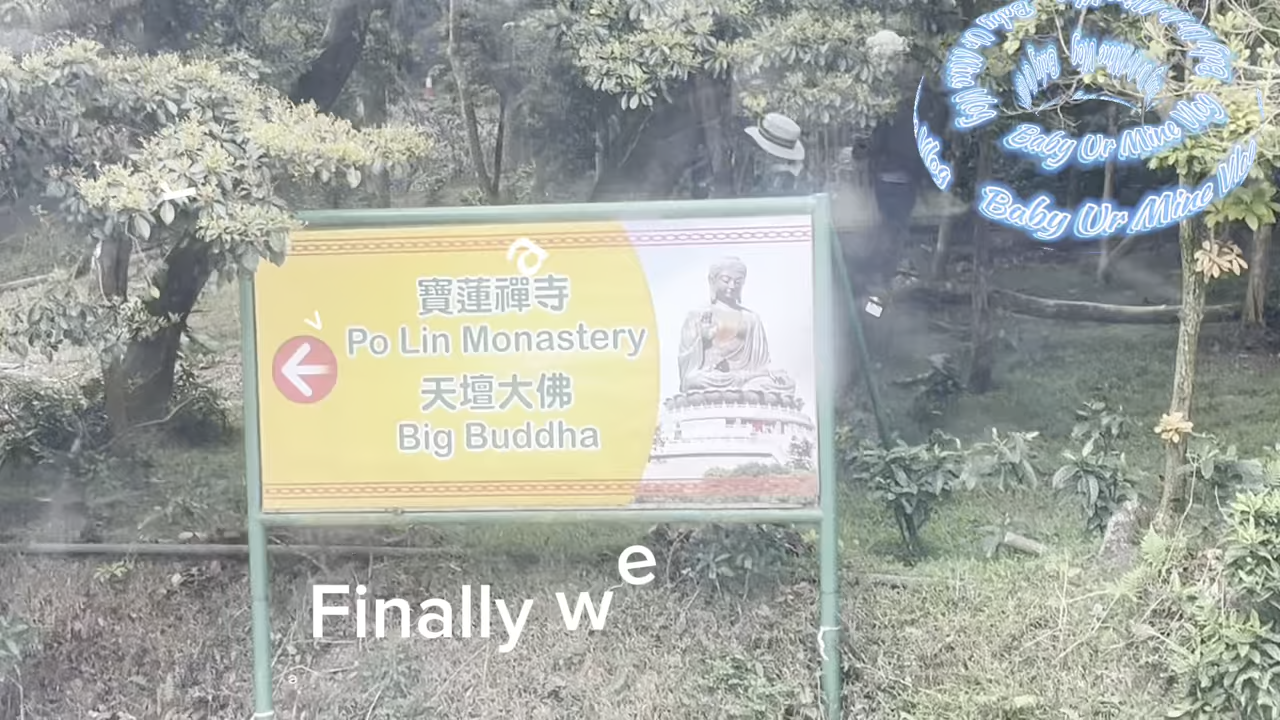 寶蓮禪寺
Po Lin Monastery
天壇大佛
Big Buddha
Finally we
Baby Ur Mine Vlog
Baby Ur Mine Vlog